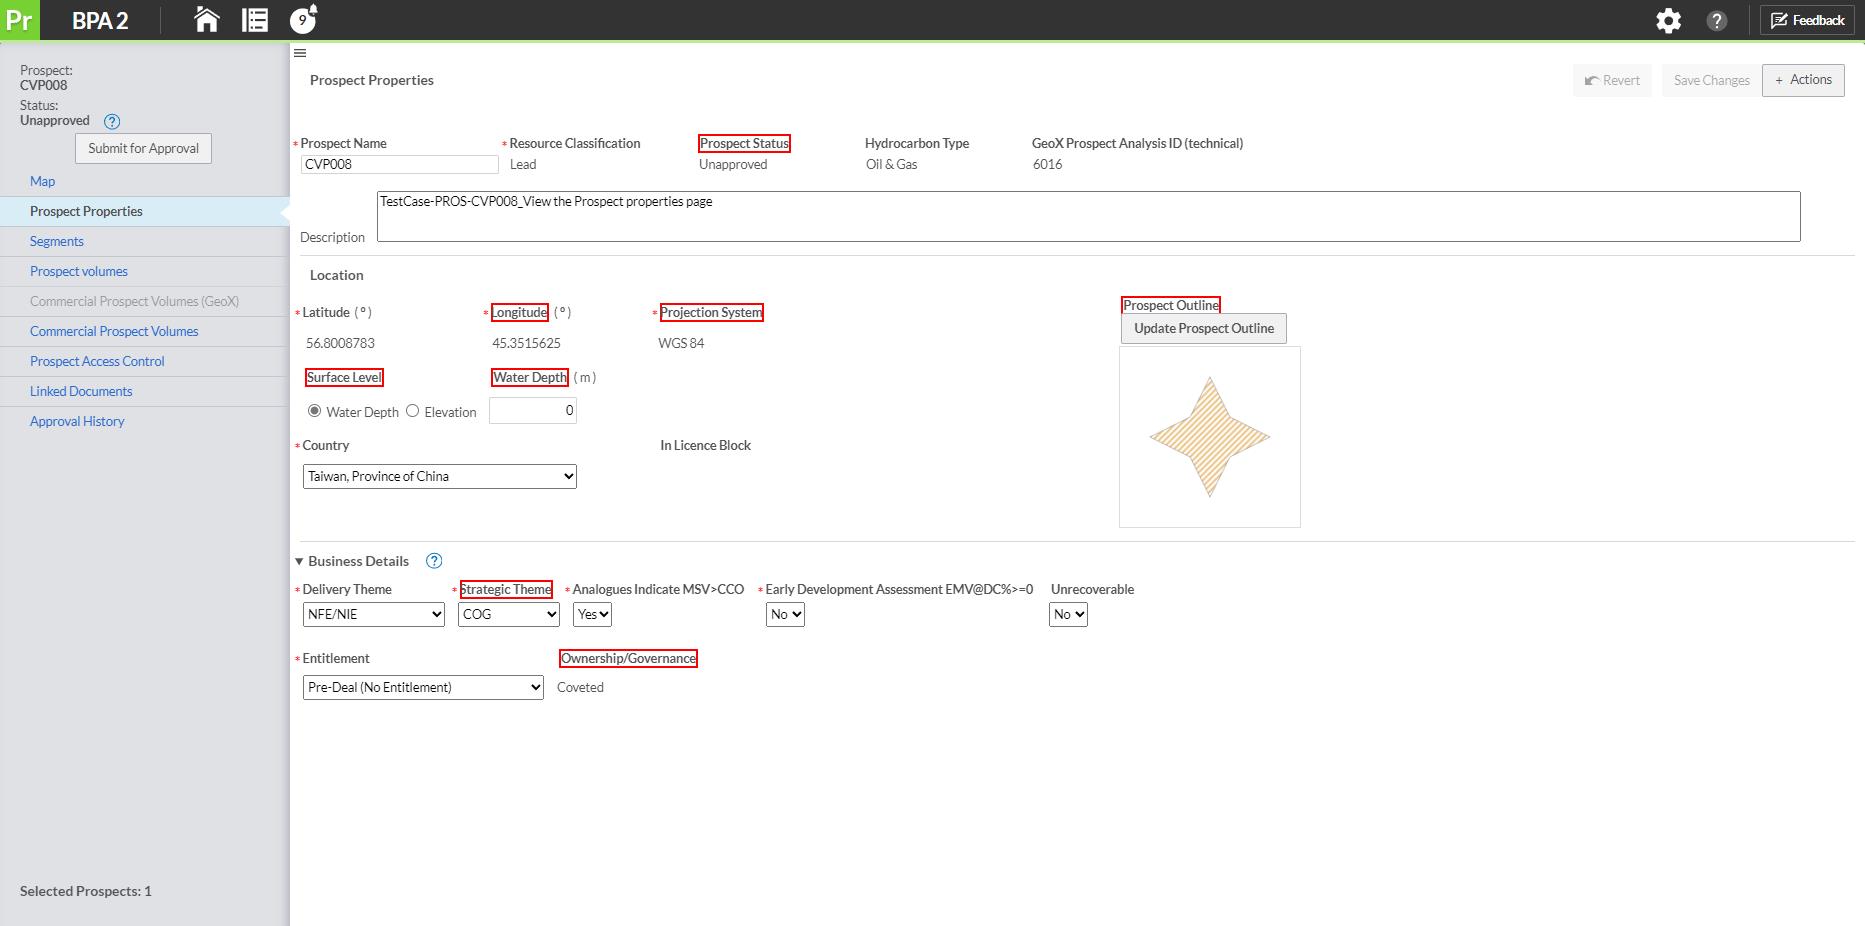 Pr BPA 2 9 ? Feedback
Prospect:
CVP008
Status:
Unapproved ?
Submit for Approval
Map
Prospect Properties
Segments
Prospect volumes
Commercial Prospect Volumes (GeoX)
Commercial Prospect Volumes
Prospect Access Control
Linked Documents
Approval History
Selected Prospects: 1
Prospect Properties Revert Save Changes + Actions
* Prospect Name * Resource Classification Prospect Status Hydrocarbon Type GeoX Prospect Analysis ID (technical)
CVP008 Lead Unapproved Oil & Gas 6016
TestCase-PROS-CVP008_View the Prospect properties page
Description
Location
* Latitude ( º ) * Longitude ( º ) * Projection System Prospect Outline
Update Prospect Outline
56.8008783 45.3515625 WGS 84
Surface Level Water Depth ( m )
Water Depth Elevation 0
* Country In Licence Block
Taiwan, Province of China
Business Details ?
* Delivery Theme * Strategic Theme * Analogues Indicate MSV>CCO * Early Development Assessment EMV@DC%>=0 Unrecoverable
NFE/NIE COG Yes No No
* Entitlement Ownership/Governance
Pre-Deal (No Entitlement) Coveted